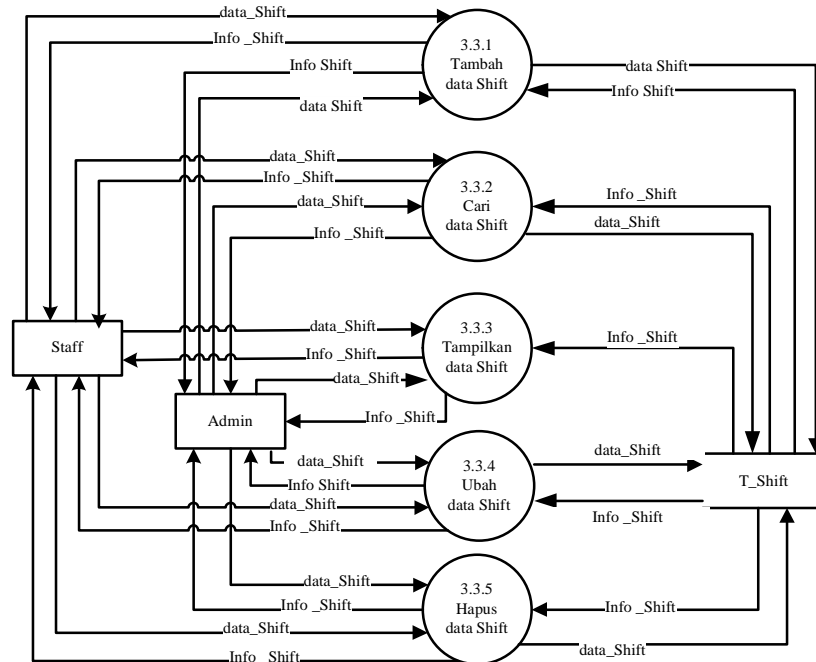 data_Shift
Info _Shift
Info Shift
data Shift
3.3.1
Tambah
data Shift
data Shift
Info Shift
data_Shift
Info _Shift
data_Shift
Info _Shift
3.3.2
Cari
data Shift
Info _Shift
data_Shift
Staff
data_Shift
Info _Shift
data_Shift
Info _Shift
3.3.3
Tampilkan
data Shift
Info _Shift
Admin
data_Shift
Info Shift
data_Shift
Info _Shift
3.3.4
Ubah
data Shift
data_Shift
Info _Shift
T_Shift
data_Shift
Info _Shift
data_Shift
Info _Shift
3.3.5
Hapus
data Shift
Info _Shift
data_Shift